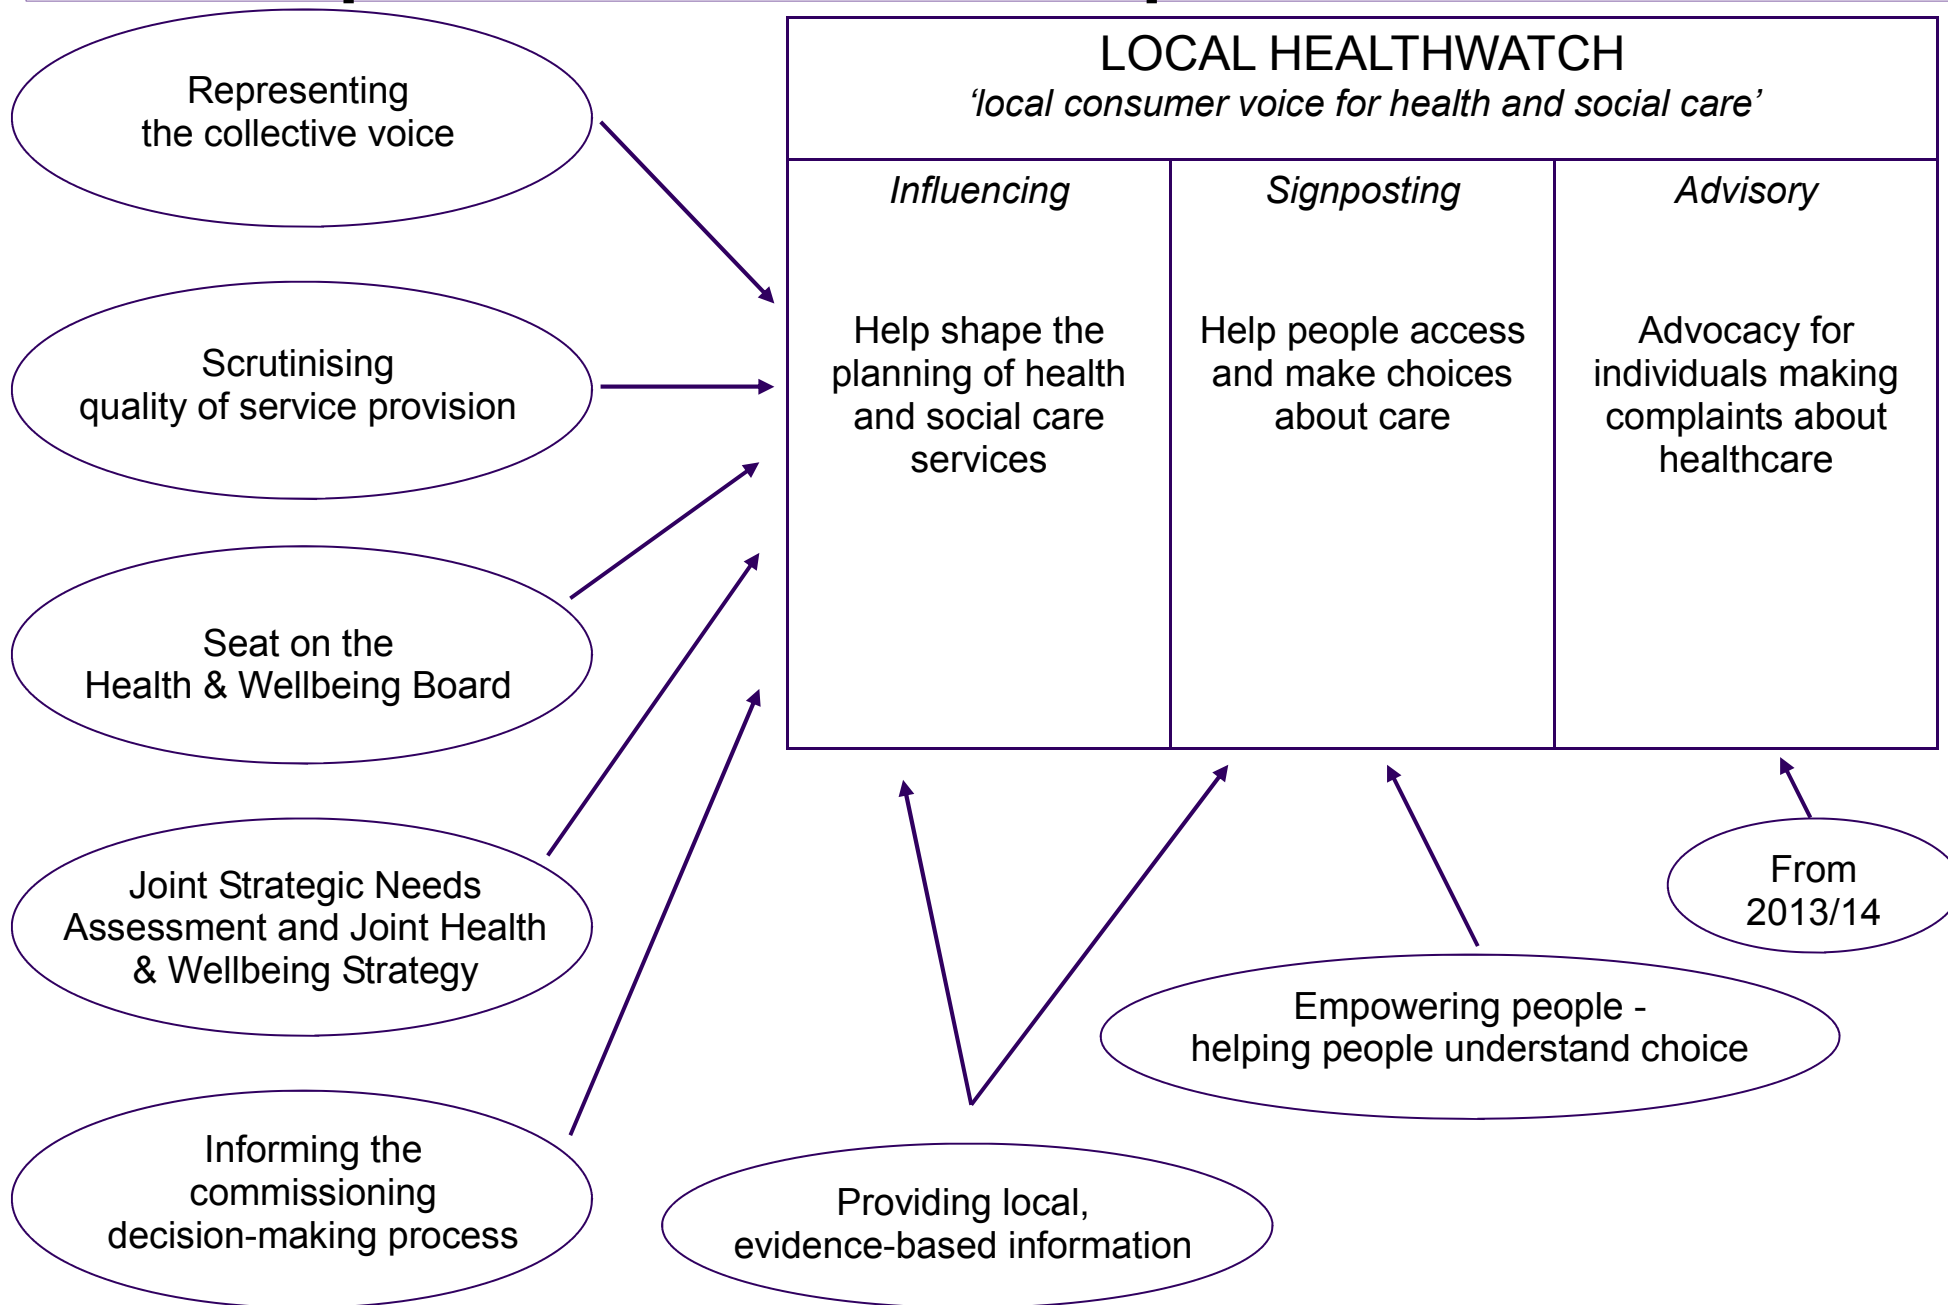 LOCAL HEALTHWATCH
‘local consumer voice for health and social care’
Influencing
Help shape the
planning of health
and social care
services
Signposting
Help people access
and make choices
about care
Advisory
Advocacy for
individuals making
complaints about
healthcare
Representing
the collective voice
Scrutinising
quality of service provision
Seat on the
Health & Wellbeing Board
Joint Strategic Needs
Assessment and Joint Health
& Wellbeing Strategy
Informing the
commissioning
decision-making process
Providing local,
evidence-based information
Empowering people -
helping people understand choice
From
2013/14